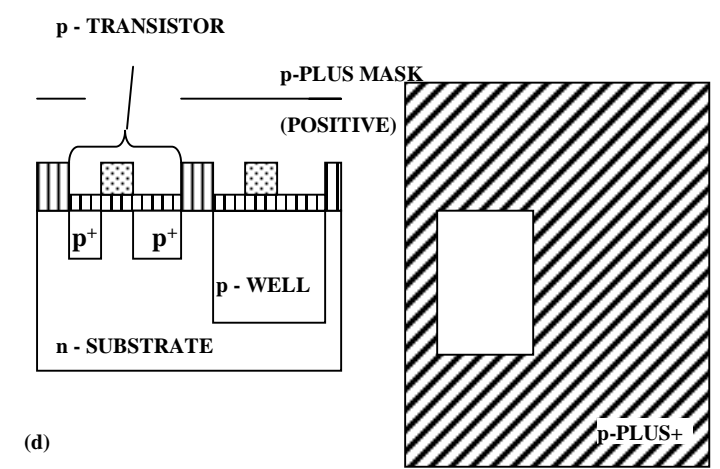 p - TRANSISTOR
p-PLUS MASK
(POSITIVE)
p+ p+
p - WELL
n - SUBSTRATE
p-PLUS+
(d)